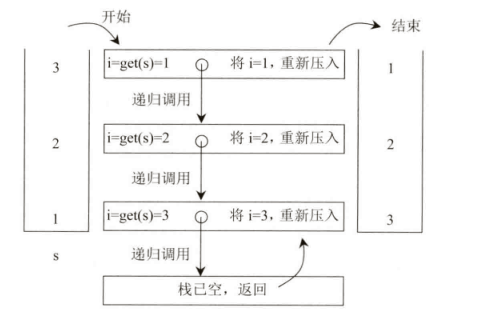 开始
结束
3
i=get(s)=1 将 i=1，重新压入
1
递归调用
2
i=get(s)=2 将 i=2，重新压入
2
递归调用
1
i=get(s)=3 将 i=3，重新压入
3
s
递归调用
栈已空，返回